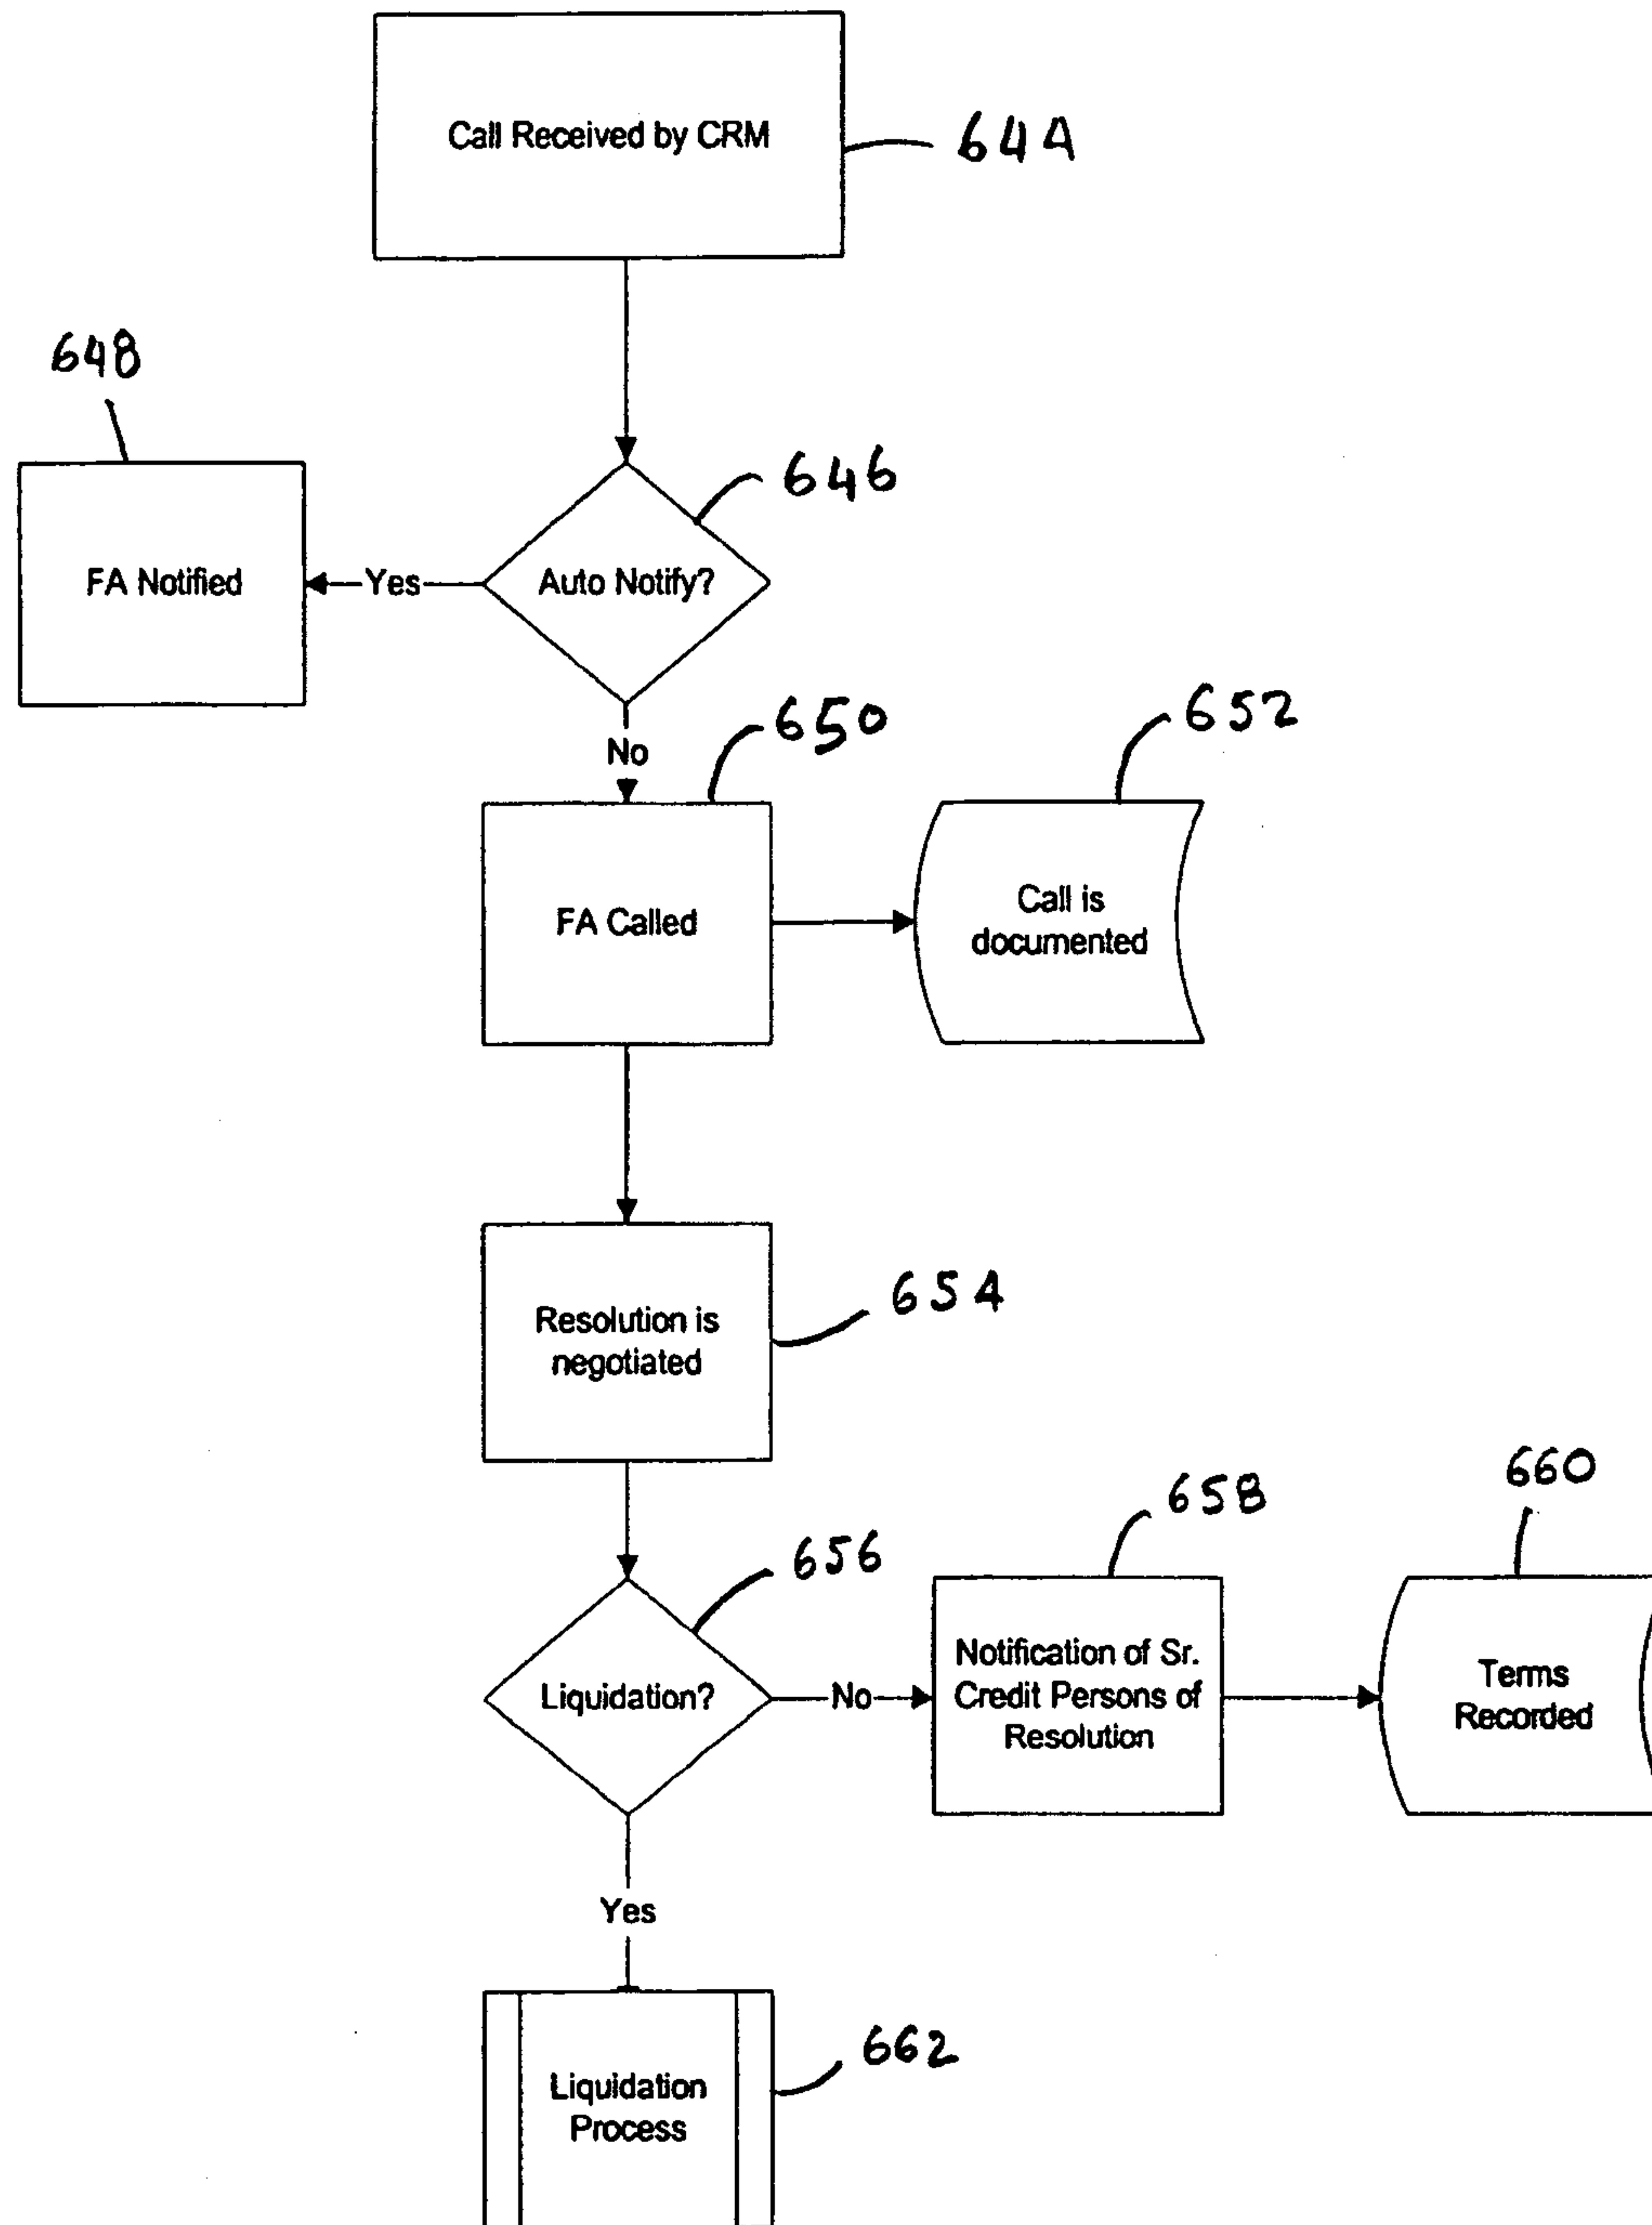 Call Received by CRM
644
648
646
FA Notified
Yes
Auto Notify?
No
650
652
FA Called
Call is
documented
Resolution is
negotiated
654
656
658
660
Liquidation?
No
Notification of Sr.
Credit Persons of
Resolution
Terms
Recorded
Yes
Liquidation
Process
662